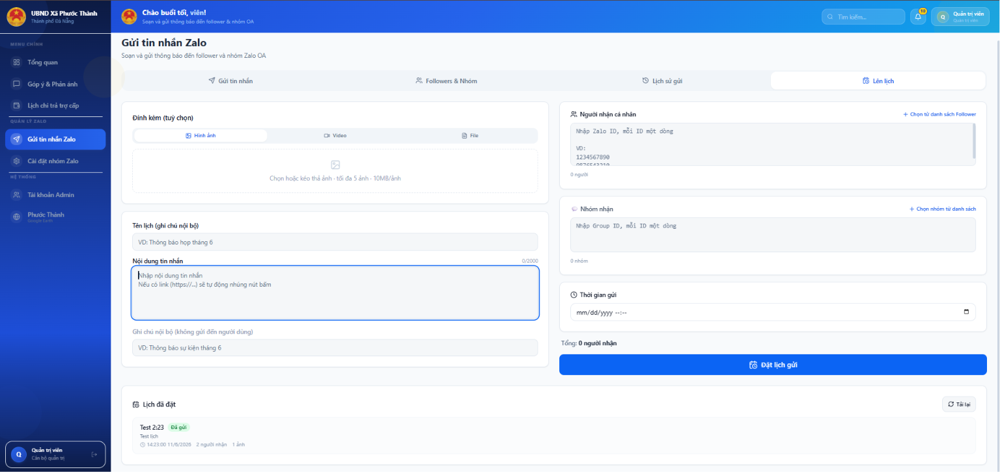 UBND Xã Phước Thành
Thành phố Đà Nẵng
MENU CHÍNH
Tổng quan
Góp ý & Phản ánh
Lịch chi trả trợ cấp
QUẢN LÝ ZALO
Gửi tin nhắn Zalo
Cài đặt nhóm Zalo
HỆ THỐNG
Tài khoản Admin
Phước Thành
Google Earth
Q
Quản trị viên
Cán bộ quản trị
Chào buổi tối, viên!
Soạn và gửi thông báo đến follower & nhóm OA
Tìm kiếm...
10
Q
Quản trị viên
Quản trị viên
Gửi tin nhắn Zalo
Soạn và gửi thông báo đến follower và nhóm Zalo OA
Gửi tin nhắn
Followers & Nhóm
Lịch sử gửi
Lên lịch
Đính kèm (tuỳ chọn)
Hình ảnh
Video
File
Chọn hoặc kéo thả ảnh · tối đa 5 ảnh · 10MB/ảnh
Tên lịch (ghi chú nội bộ)
VD: Thông báo họp tháng 6
Nội dung tin nhắn
0/2000
Nhập nội dung tin nhắn
Nếu có link (https://...) sẽ tự động nhúng nút bấm
Ghi chú nội bộ (không gửi đến người dùng)
VD: Thông báo sự kiện tháng 6
Người nhận cá nhân
+ Chọn từ danh sách Follower
Nhập Zalo ID, mỗi ID một dòng
VD:
1234567890
9876543210
0 người
Nhóm nhận
+ Chọn nhóm từ danh sách
Nhập Group ID, mỗi ID một dòng
0 nhóm
Thời gian gửi
mm/dd/yyyy --:--
Tổng: 0 người nhận
Đặt lịch gửi
Lịch đã đặt
Tải lại
Test 2:23 Đã gửi
Test lịch
14:23:00 11/6/2026 2 người nhận 1 ảnh